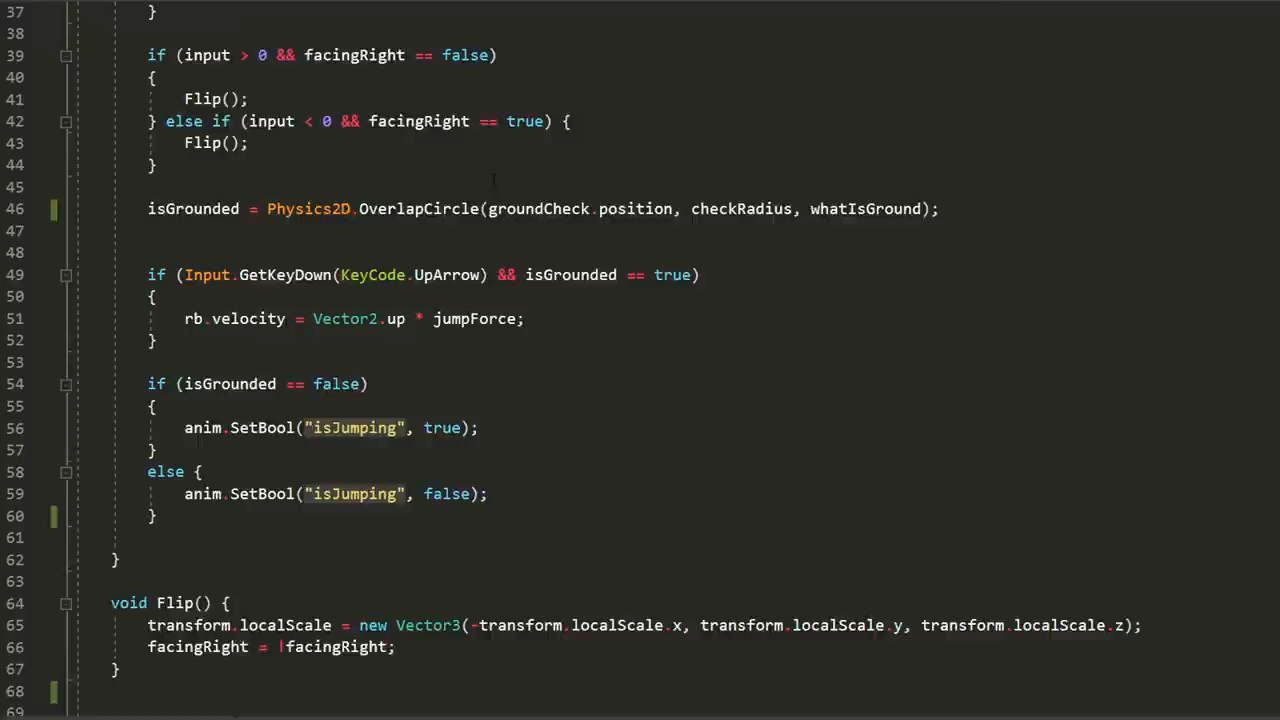 37 }
38
39 if (input > 0 && facingRight == false)
40 {
41 Flip();
42 } else if (input < 0 && facingRight == true) {
43 Flip();
44 }
45
46 isGrounded = Physics2D.OverlapCircle(groundCheck.position, checkRadius, whatIsGround);
47
48
49 if (Input.GetKeyDown(KeyCode.UpArrow) && isGrounded == true)
50 {
51 rb.velocity = Vector2.up * jumpForce;
52 }
53
54 if (isGrounded == false)
55 {
56 anim.SetBool("isJumping", true);
57 }
58 else {
59 anim.SetBool("isJumping", false);
60 }
61
62 }
63
64 void Flip() {
65 transform.localScale = new Vector3(-transform.localScale.x, transform.localScale.y, transform.localScale.z);
66 facingRight = !facingRight;
67 }
68
69